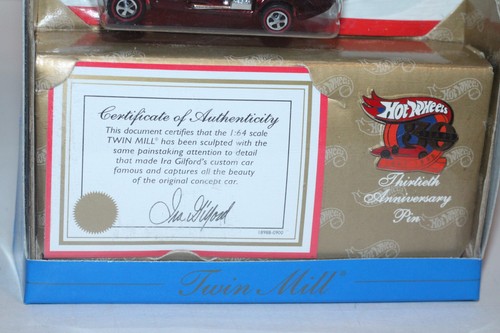 Certificate of Authenticity
This document certifies that the 1:64 scale
TWIN MILL® has been sculpted with the
same painstaking attention to detail
that made Ira Gilford's custom car
famous and captures all the beauty
of the original concept car.
Ira Gilford
Hot Wheels
Thirtieth
Anniversary
Pin
Twin Mill®